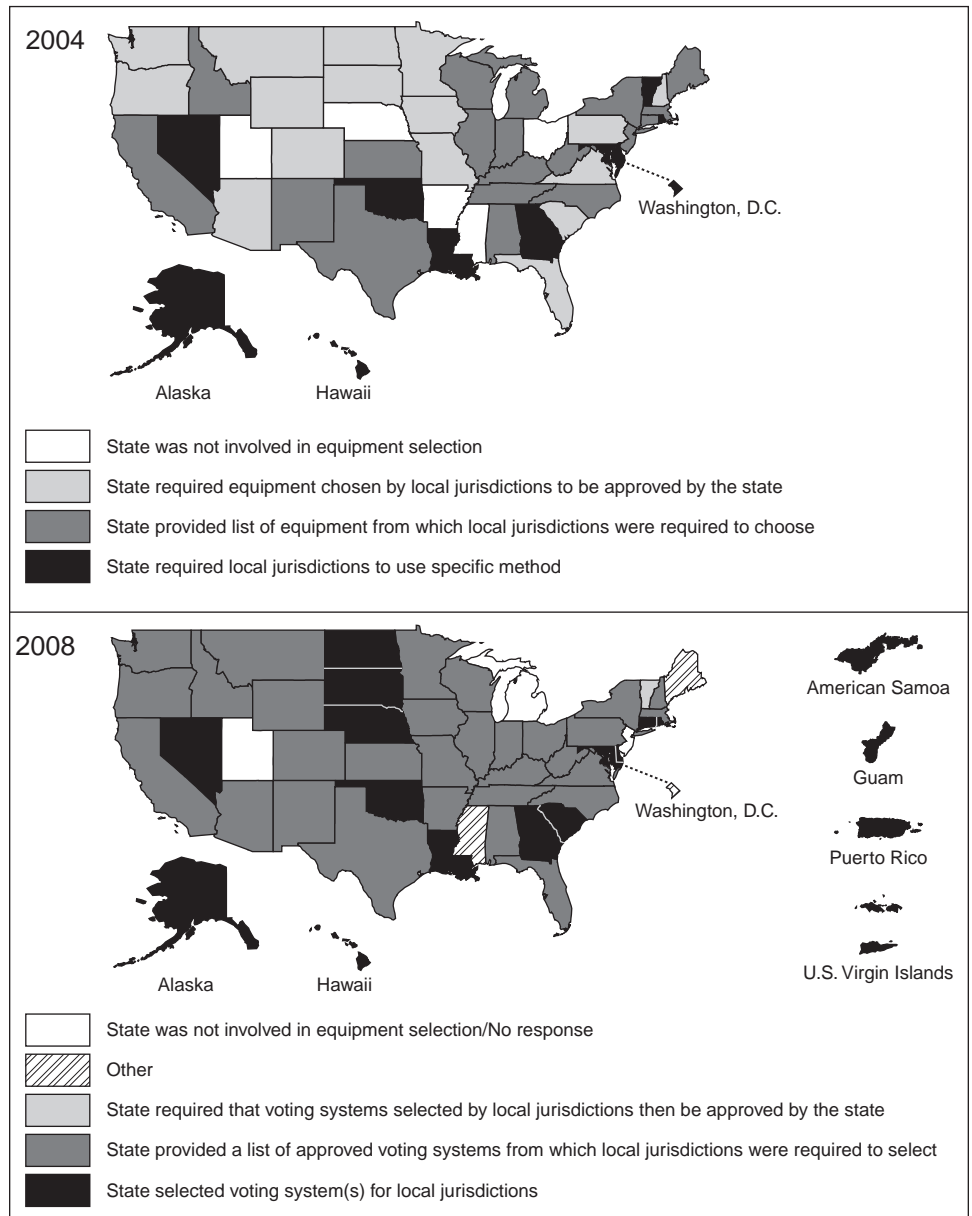 2004
Washington, D.C.
Alaska
Hawaii
State was not involved in equipment selection
State required equipment chosen by local jurisdictions to be approved by the state
State provided list of equipment from which local jurisdictions were required to choose
State required local jurisdictions to use specific method
2008
American Samoa
Guam
Washington, D.C.
Puerto Rico
U.S. Virgin Islands
Alaska
Hawaii
State was not involved in equipment selection/No response
Other
State required that voting systems selected by local jurisdictions then be approved by the state
State provided a list of approved voting systems from which local jurisdictions were required to select
State selected voting system(s) for local jurisdictions